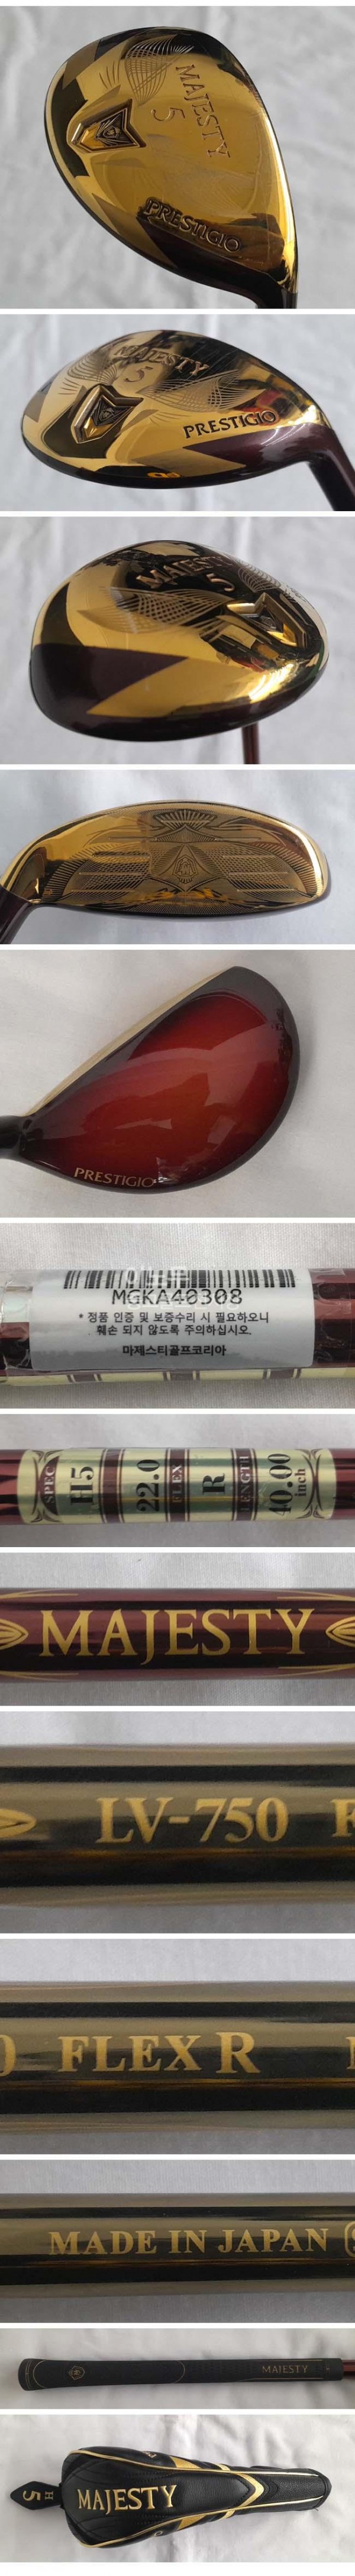 MAJESTY
5
PRESTIGIO
MAJESTY
5
PRESTIGIO
MAJEST
5
PRESTIGIO
MGKA40308
* 정품 인증 및 보증수리 시 필요하오니
훼손 되지 않도록 주의하십시오.
마제스티골프코리아
SPEC
H5
22.0
FLEX
R
LENGTH
40.00
inch
MAJESTY
LV-750 F
FLEX R
MADE IN JAPAN
MAJESTY
5 H
MAJESTY